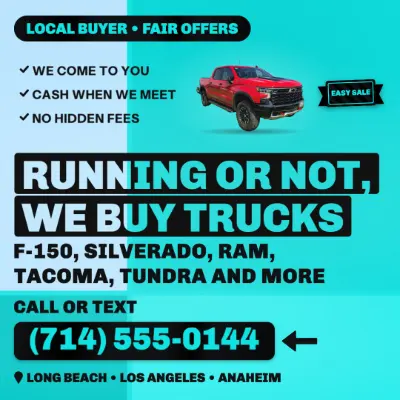 LOCAL BUYER • FAIR OFFERS
WE COME TO YOU
CASH WHEN WE MEET
NO HIDDEN FEES
EASY SALE
RUNNING OR NOT,
WE BUY TRUCKS
F-150, SILVERADO, RAM,
TACOMA, TUNDRA AND MORE
CALL OR TEXT
(714) 555-0144
LONG BEACH • LOS ANGELES • ANAHEIM